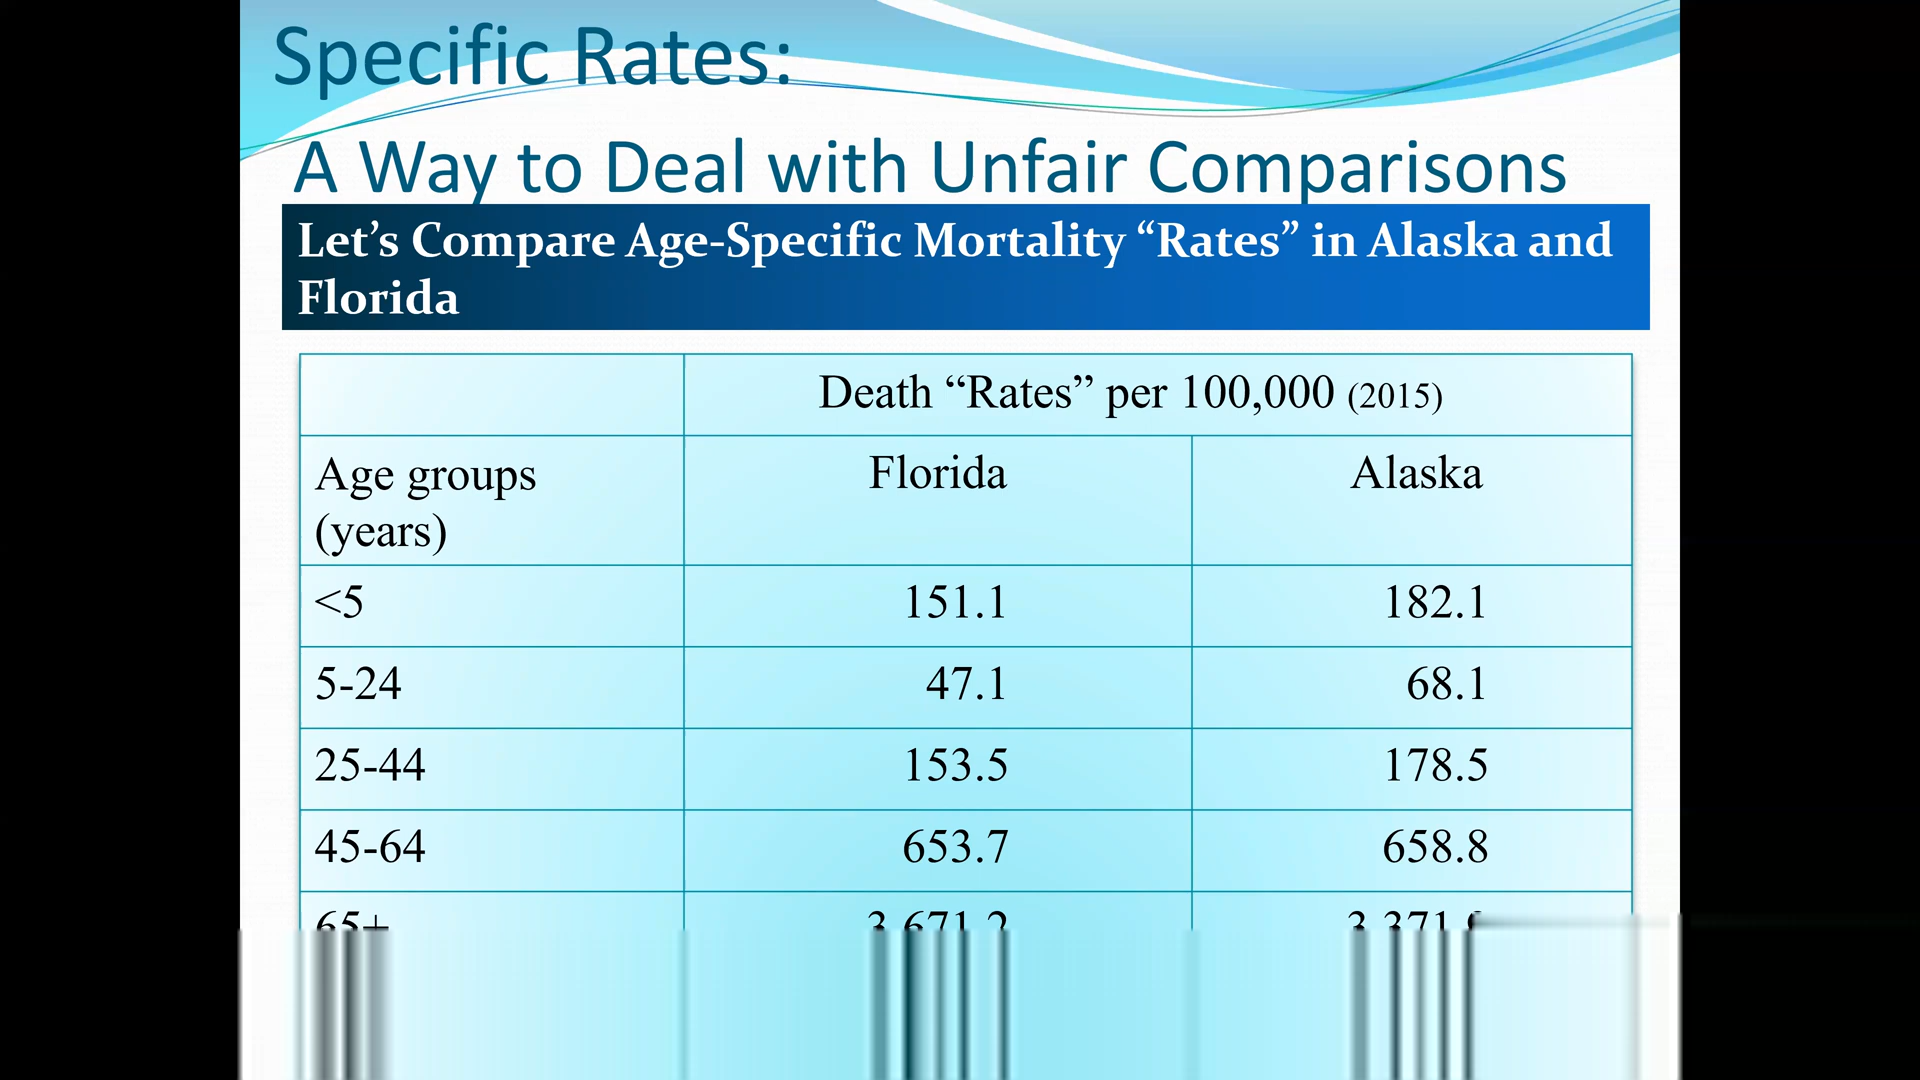 Specific Rates:
A Way to Deal with Unfair Comparisons
Let’s Compare Age-Specific Mortality “Rates” in Alaska and
Florida
Death “Rates” per 100,000 (2015)
Age groups
(years)
Florida
Alaska
<5 151.1 182.1
5-24 47.1 68.1
25-44 153.5 178.5
45-64 653.7 658.8
65+